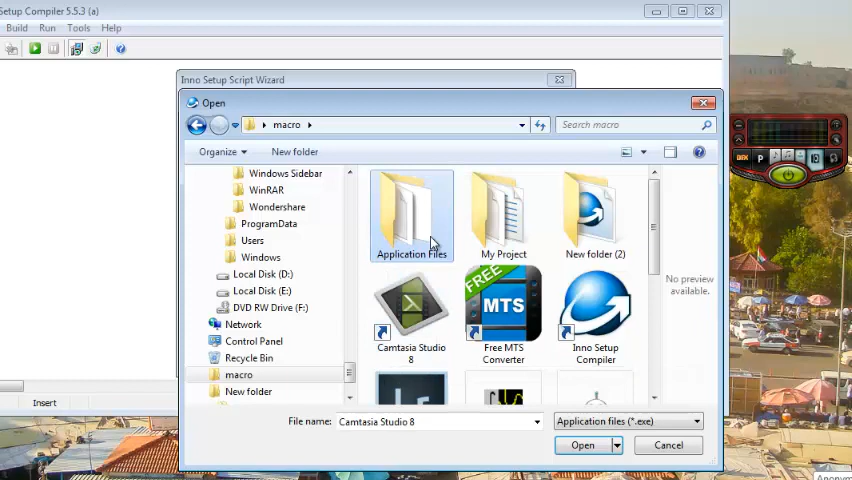 Setup Compiler 5.5.3 (a)
Build Run Tools Help
Inno Setup Script Wizard
Open
macro
Search macro
Organize
New folder
Windows Sidebar
WinRAR
Wondershare
ProgramData
Users
Windows
Local Disk (D:)
Local Disk (E:)
DVD RW Drive (F:)
Network
Control Panel
Recycle Bin
macro
New folder
Application Files
My Project
New folder (2)
Camtasia Studio
8
FREE
MTS
Free MTS
Converter
Inno Setup
Compiler
No preview
available.
File name:
Camtasia Studio 8
Application files (*.exe)
Open
Cancel
Insert
DESK
P
Anonym